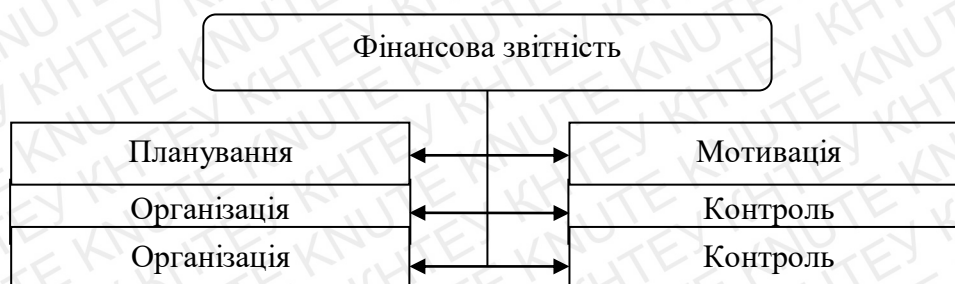 Фінансова звітність
Планування Мотивація
Організація Контроль
Організація Контроль